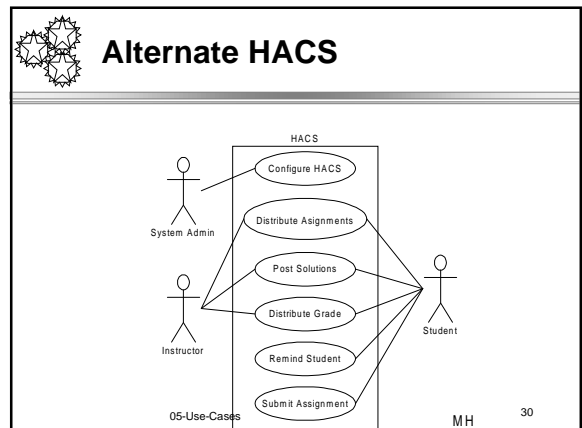 Alternate HACS
HACS
Configure HACS
System Admin
Distribute Asignments
Post Solutions
Student
Distribute Grade
Instructor
Remind Student
Submit Assignment
05-Use-Cases
MH
30